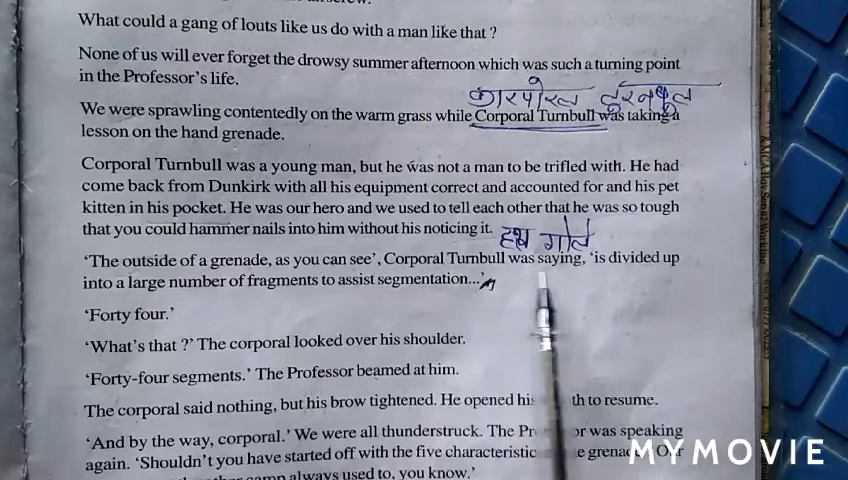 What could a gang of louts like us do with a man like that ?
None of us will ever forget the drowsy summer afternoon which was such a turning point
in the Professor's life.
कारपोरल तुरनबुल
We were sprawling contentedly on the warm grass while Corporal Turnbull was taking a
lesson on the hand grenade.
Corporal Turnbull was a young man, but he was not a man to be trifled with. He had
come back from Dunkirk with all his equipment correct and accounted for and his pet
kitten in his pocket. He was our hero and we used to tell each other that he was so tough
that you could hammer nails into him without his noticing it.
हथ गोले
'The outside of a grenade, as you can see', Corporal Turnbull was saying, 'is divided up
into a large number of fragments to assist segmentation...'
'Forty four.'
'What's that ?' The corporal looked over his shoulder.
'Forty-four segments.' The Professor beamed at him.
The corporal said nothing, but his brow tightened. He opened his th to resume.
'And by the way, corporal.' We were all thunderstruck. The Pr or was speaking
again. 'Shouldn't you have started off with the five characteristic e grenade? Our
camp always used to, you know.'
MYMOVIE